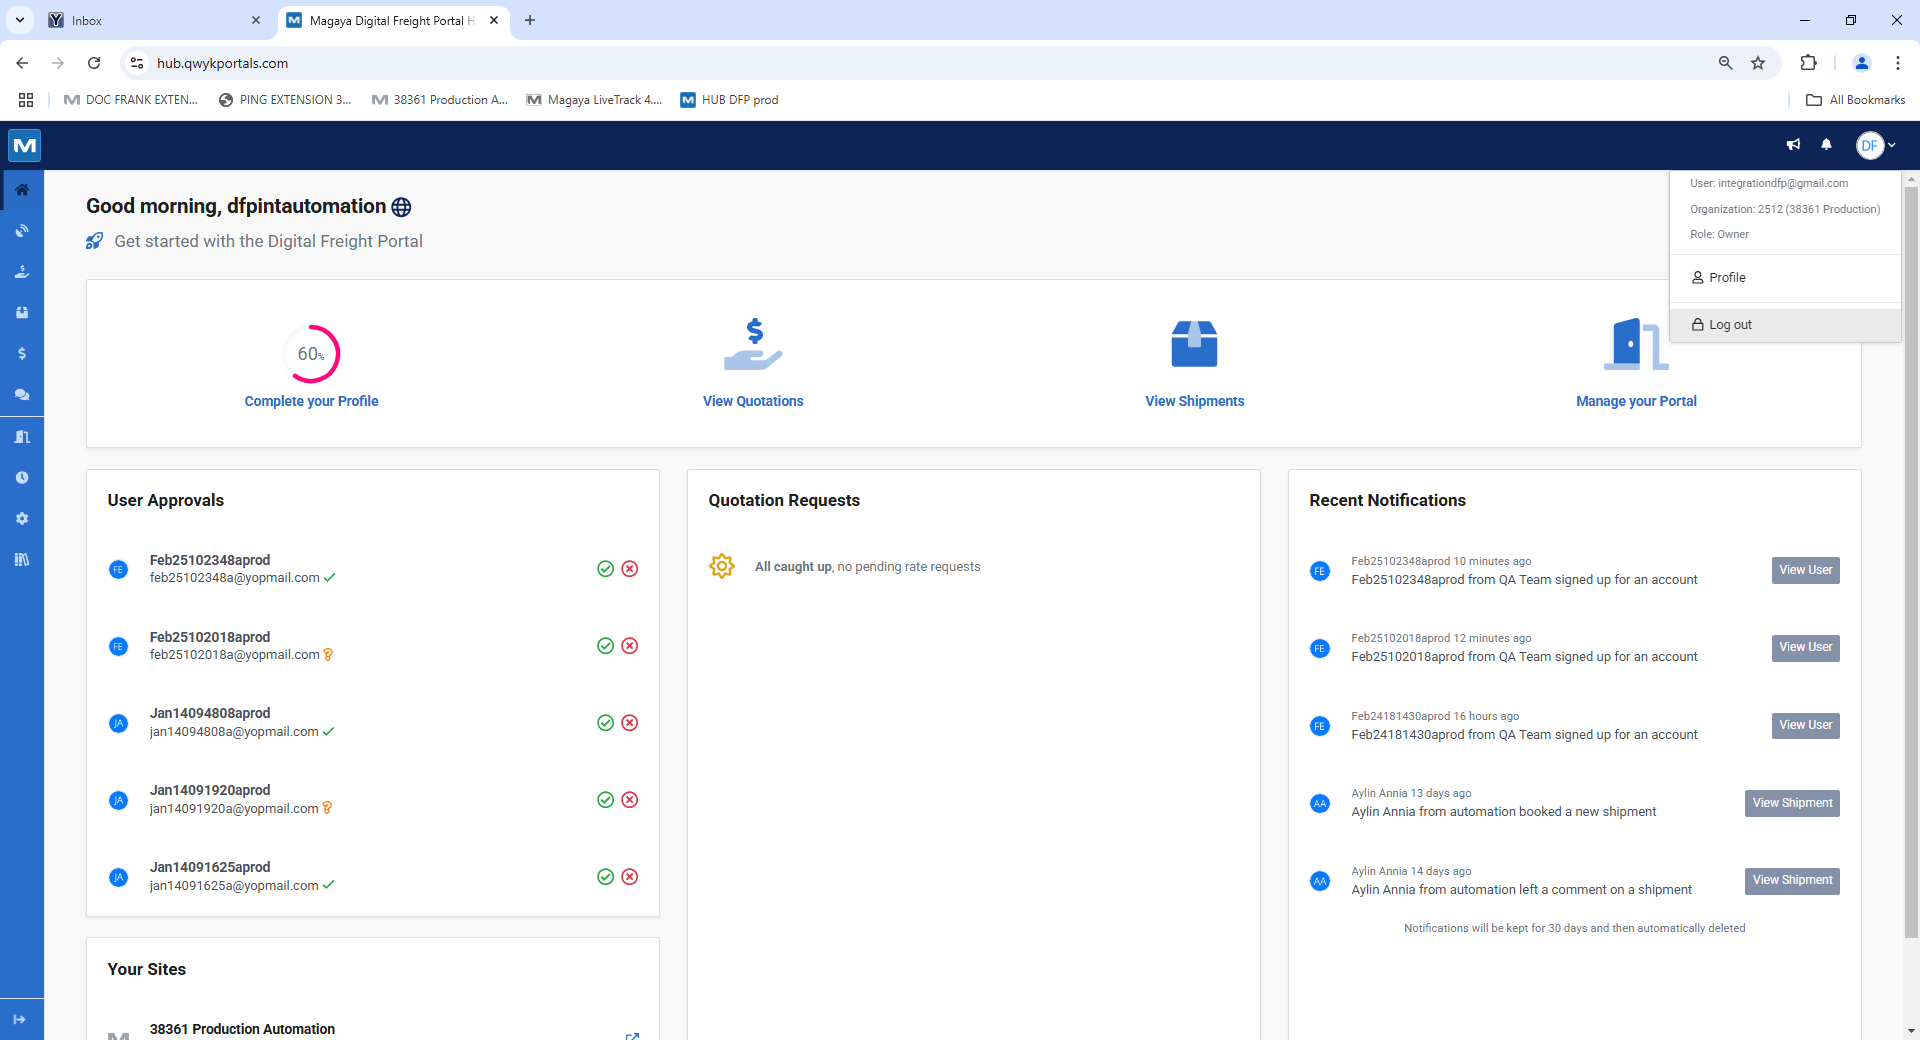 Inbox
Magaya Digital Freight Portal H
hub.qwykportals.com
DOC FRANK EXTEN...
PING EXTENSION 3...
38361 Production A...
Magaya LiveTrack 4....
HUB DFP prod
All Bookmarks
DF
User: integrationdfp@gmail.com
Organization: 2512 (38361 Production)
Role: Owner
Profile
Log out
Good morning, dfpintautomation
Get started with the Digital Freight Portal
60%
Complete your Profile
View Quotations
View Shipments
Manage your Portal
User Approvals
FE
Feb25102348aprod
feb25102348a@yopmail.com
FE
Feb25102018aprod
feb25102018a@yopmail.com
JA
Jan14094808aprod
jan14094808a@yopmail.com
JA
Jan14091920aprod
jan14091920a@yopmail.com
JA
Jan14091625aprod
jan14091625a@yopmail.com
Your Sites
38361 Production Automation
Quotation Requests
All caught up, no pending rate requests
Recent Notifications
FE
Feb25102348aprod 10 minutes ago
Feb25102348aprod from QA Team signed up for an account
View User
FE
Feb25102018aprod 12 minutes ago
Feb25102018aprod from QA Team signed up for an account
View User
FE
Feb24181430aprod 16 hours ago
Feb24181430aprod from QA Team signed up for an account
View User
AA
Aylin Annia 13 days ago
Aylin Annia from automation booked a new shipment
View Shipment
AA
Aylin Annia 14 days ago
Aylin Annia from automation left a comment on a shipment
View Shipment
Notifications will be kept for 30 days and then automatically deleted